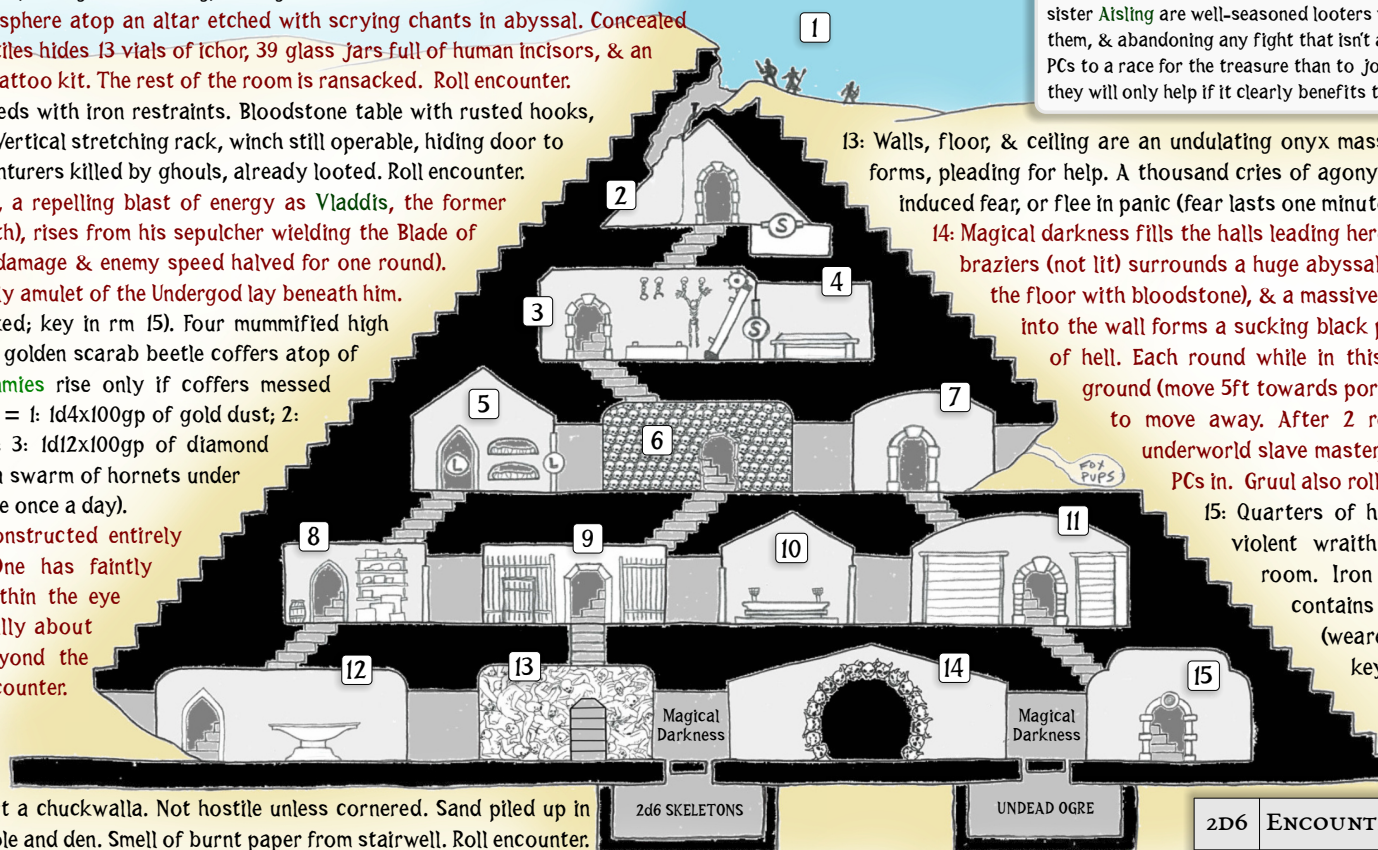 sphere atop an altar etched with scrying chants in abyssal. Concealed
tiles hides 13 vials of ichor, 39 glass jars full of human incisors, & an
attoo kit. The rest of the room is ransacked. Roll encounter.
eds with iron restraints. Bloodstone table with rusted hooks,
Vertical stretching rack, winch still operable, hiding door to
nturers killed by ghouls, already looted. Roll encounter.
, a repelling blast of energy as Vladdis, the former
th), rises from his sepulcher wielding the Blade of
damage & enemy speed halved for one round).
y amulet of the Undergod lay beneath him.
ked; key in rm 15). Four mummified high
golden scarab beetle coffers atop of
mies rise only if coffers messed
= 1: 1d4x100gp of gold dust; 2:
: 3: 1d12x100gp of diamond
n swarm of hornets under
e once a day).
onstructed entirely
One has faintly
thin the eye
lly about
yond the
counter.
t a chuckwalla. Not hostile unless cornered. Sand piled up in
ole and den. Smell of burnt paper from stairwell. Roll encounter.
1
2
S
3
4
S
5
L
L
6
7
FOX
PUPS
8
9
10
11
12
13
Magical
Darkness
14
Magical
Darkness
15
2d6 SKELETONS
UNDEAD OGRE
sister Aisling are well-seasoned looters
them, & abandoning any fight that isn't a
PCs to a race for the treasure than to jo
they will only help if it clearly benefits t
13: Walls, floor, & ceiling are an undulating onyx mass
forms, pleading for help. A thousand cries of agony
induced fear, or flee in panic (fear lasts one minut
14: Magical darkness fills the halls leading her
braziers (not lit) surrounds a huge abyssal
the floor with bloodstone), & a massive
into the wall forms a sucking black p
of hell. Each round while in this
ground (move 5ft towards por
to move away. After 2 r
underworld slave master
PCs in. Gruul also roll
15: Quarters of h
violent wraith
room. Iron
contains
(wear
key
2D6 ENCOUNT